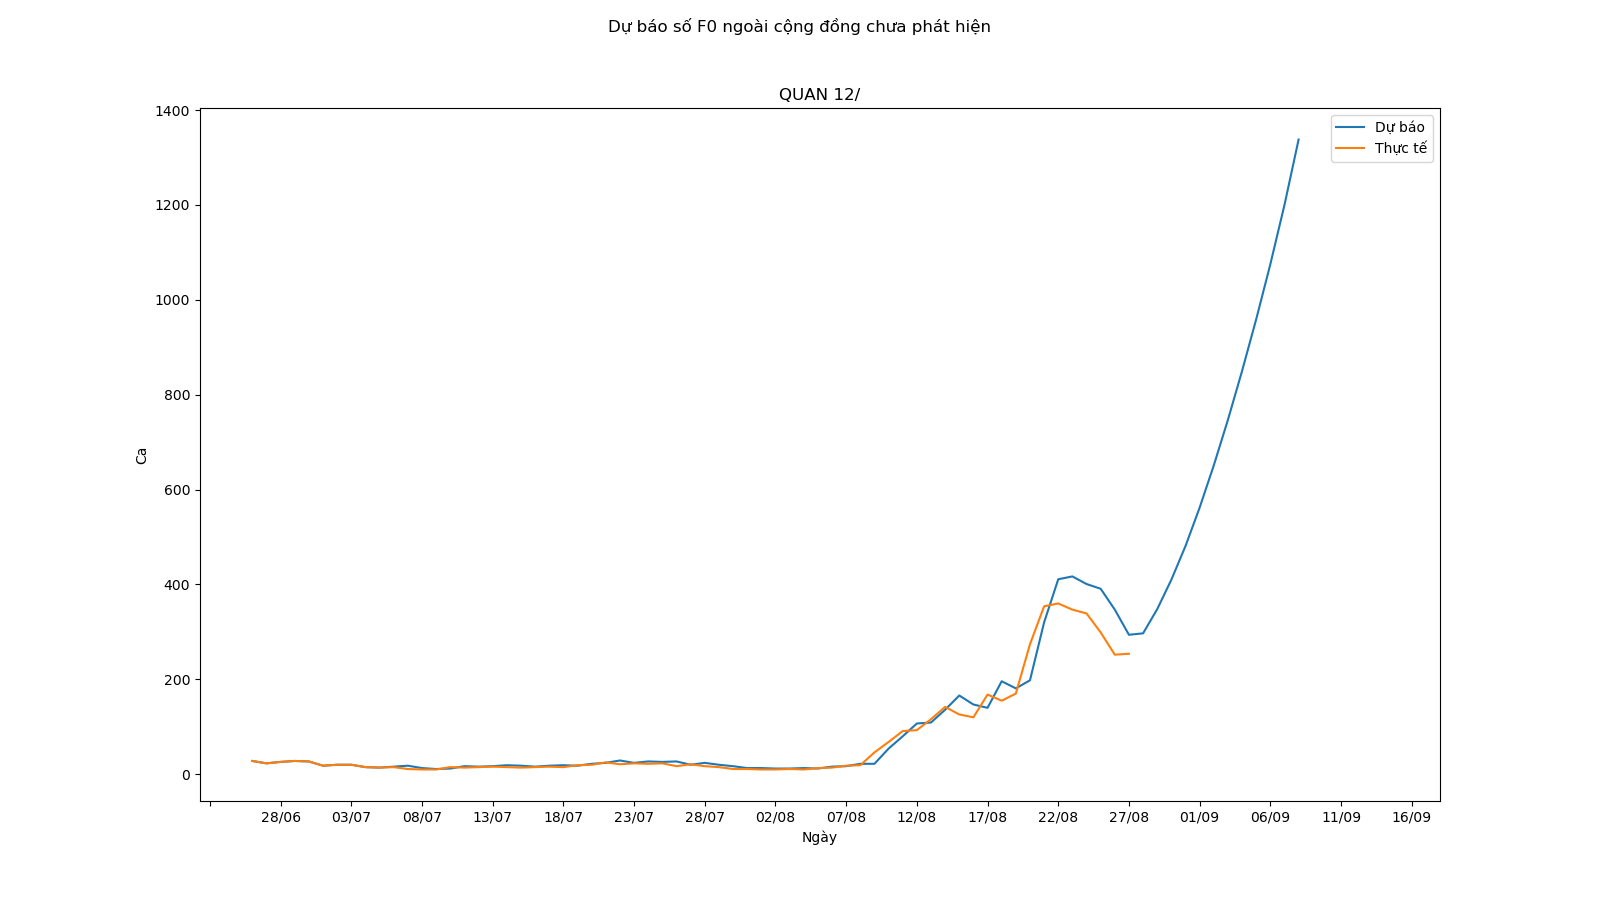 Dự báo số F0 ngoài cộng đồng chưa phát hiện
QUAN 12/
Dự báo
Thực tế
1400
1200
1000
800
600
400
200
0
Ca
28/06 03/07 08/07 13/07 18/07 23/07 28/07 02/08 07/08 12/08 17/08 22/08 27/08 01/09 06/09 11/09 16/09
Ngày